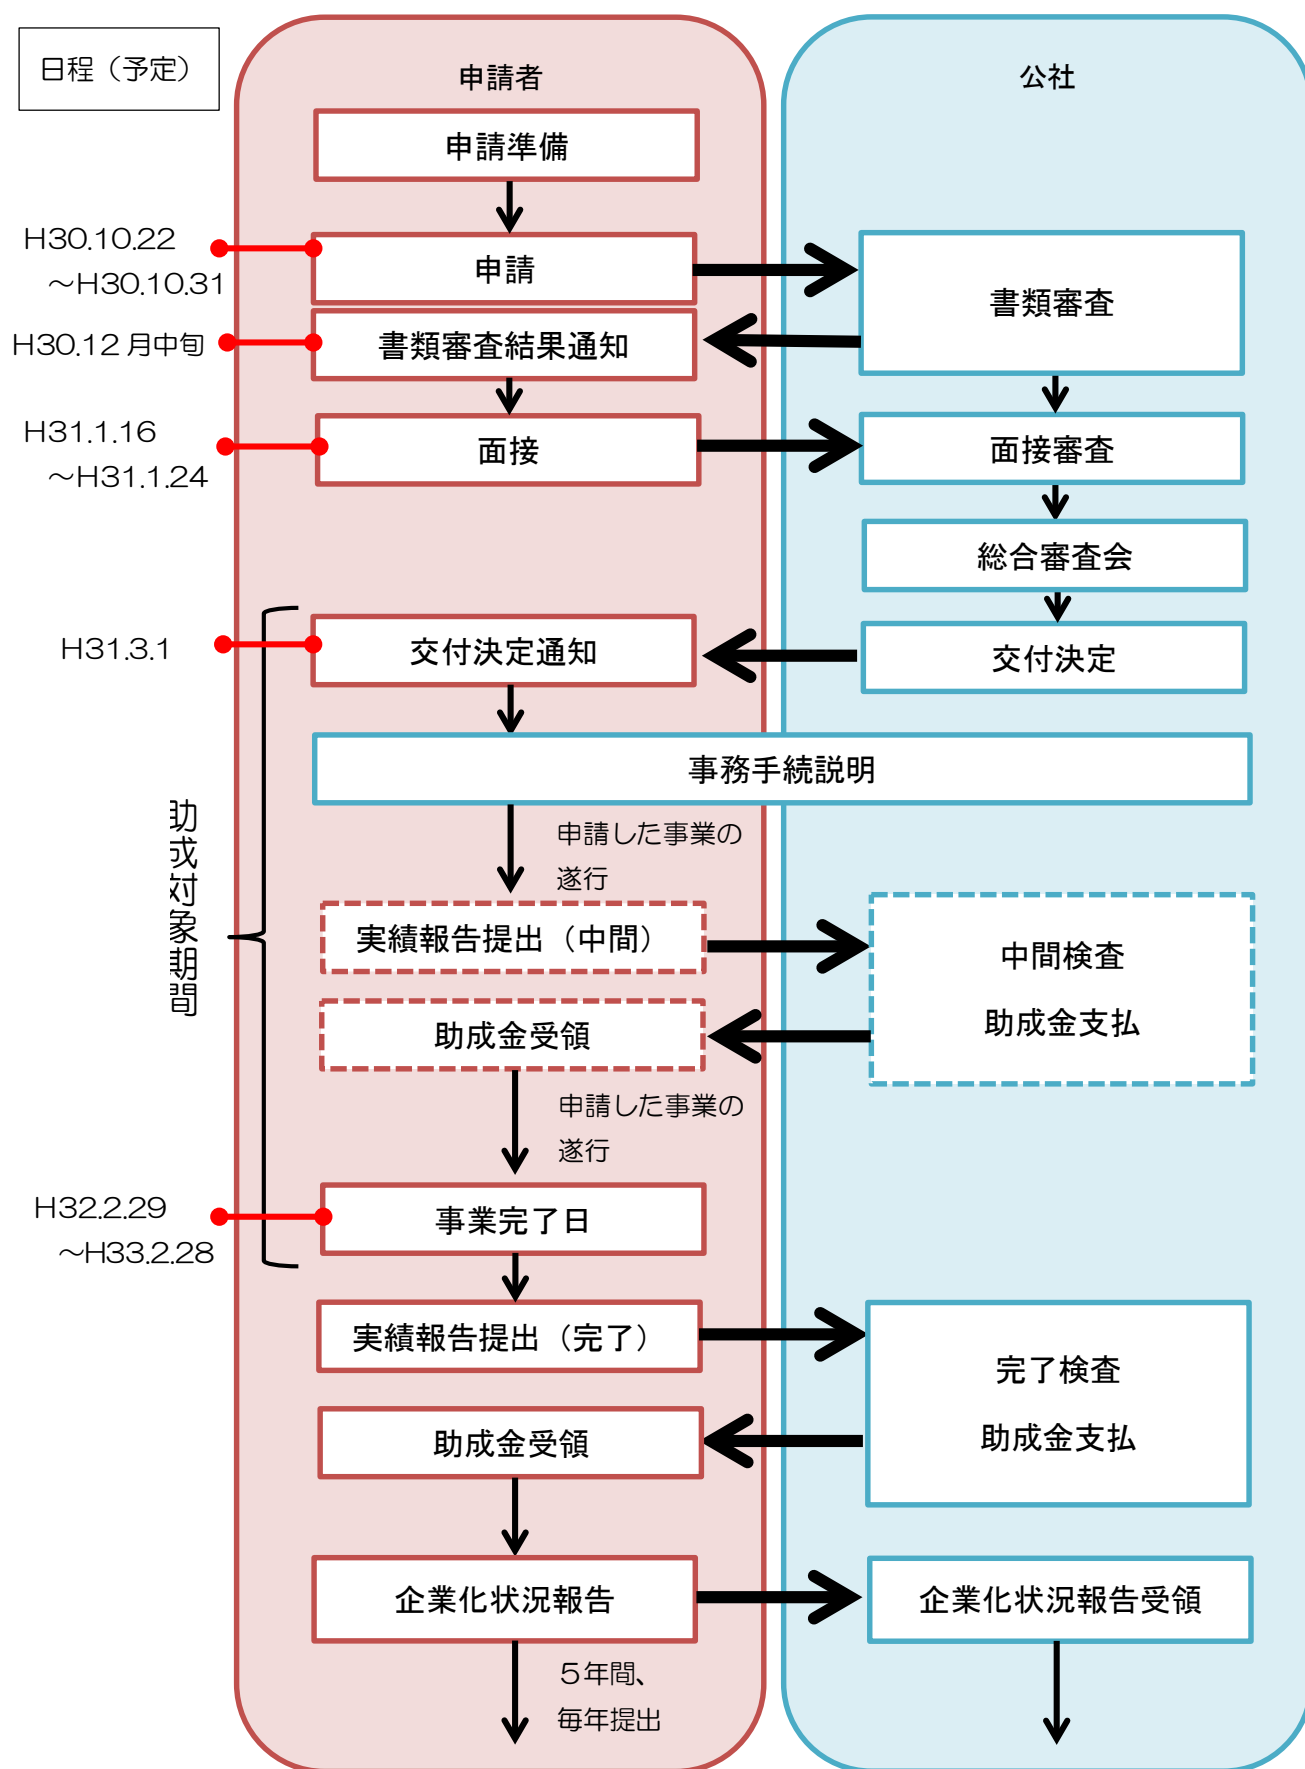 日程（予定）
申請者
公社
申請準備
H30.10.22
～H30.10.31
申請
書類審査
H30.12月中旬
書類審査結果通知
H31.1.16
～H31.1.24
面接
面接審査
総合審査会
H31.3.1
交付決定通知
交付決定
事務手続説明
助成対象期間
申請した事業の
遂行
実績報告提出（中間）
中間検査
助成金支払
助成金受領
申請した事業の
遂行
H32.2.29
～H33.2.28
事業完了日
実績報告提出（完了）
完了検査
助成金支払
助成金受領
企業化状況報告
企業化状況報告受領
５年間、
毎年提出